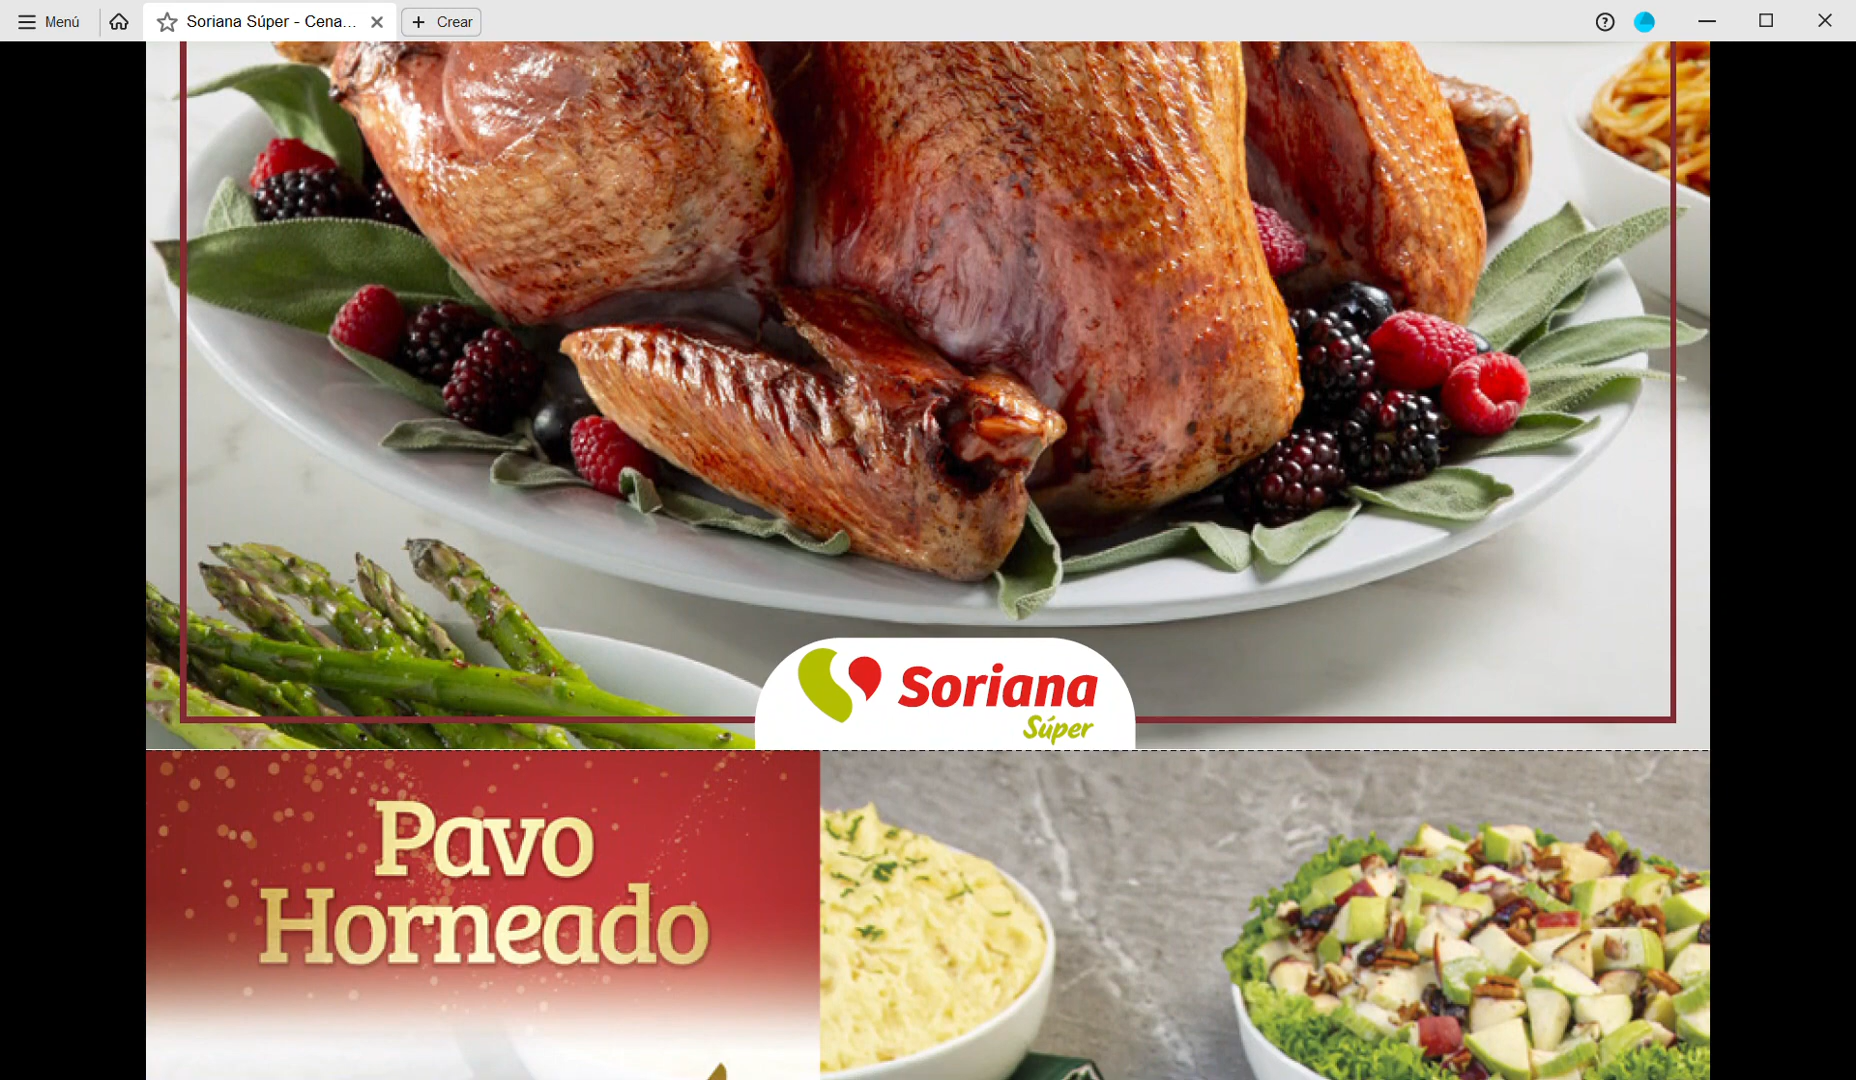 Menú
Soriana Súper - Cena...
Crear
Soriana
Súper
Pavo
Horneado